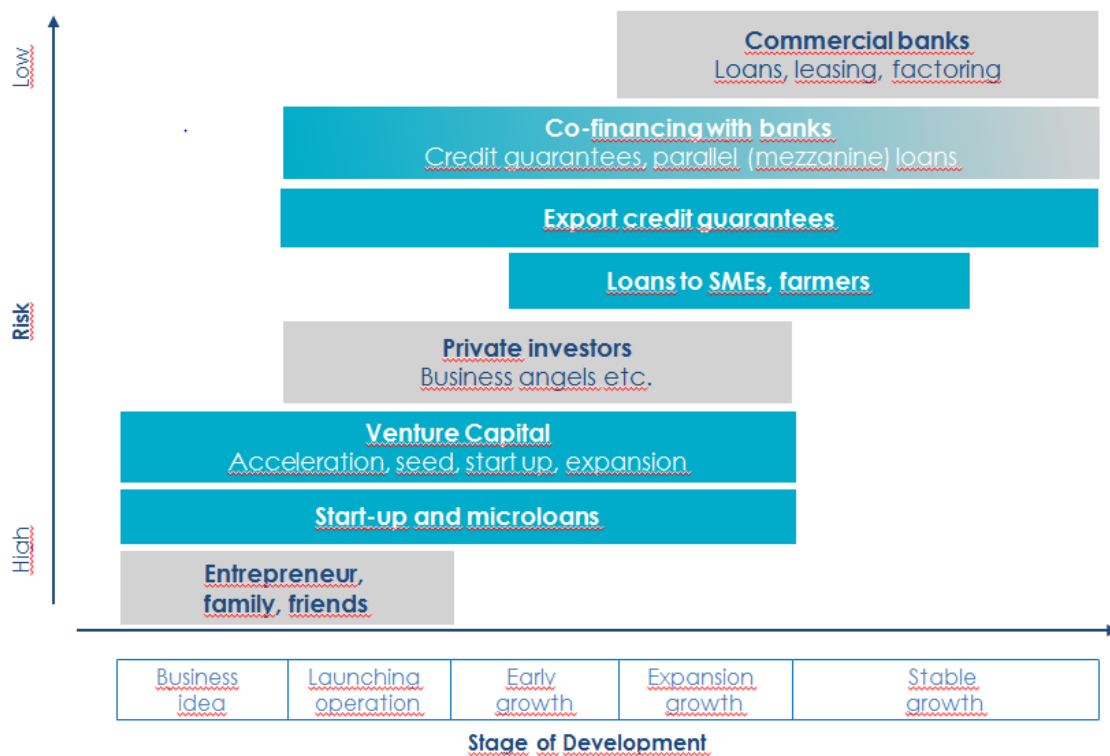 Low
Risk
High
Commercial banks
Loans, leasing, factoring
Co-financing with banks
Credit guarantees, parallel (mezzanine) loans
Export credit guarantees
Loans to SMEs, farmers
Private investors
Business angels etc.
Venture Capital
Acceleration, seed, start up, expansion
Start-up and microloans
Entrepreneur,
family, friends
Business
idea
Launching
operation
Early
growth
Expansion
growth
Stable
growth
Stage of Development